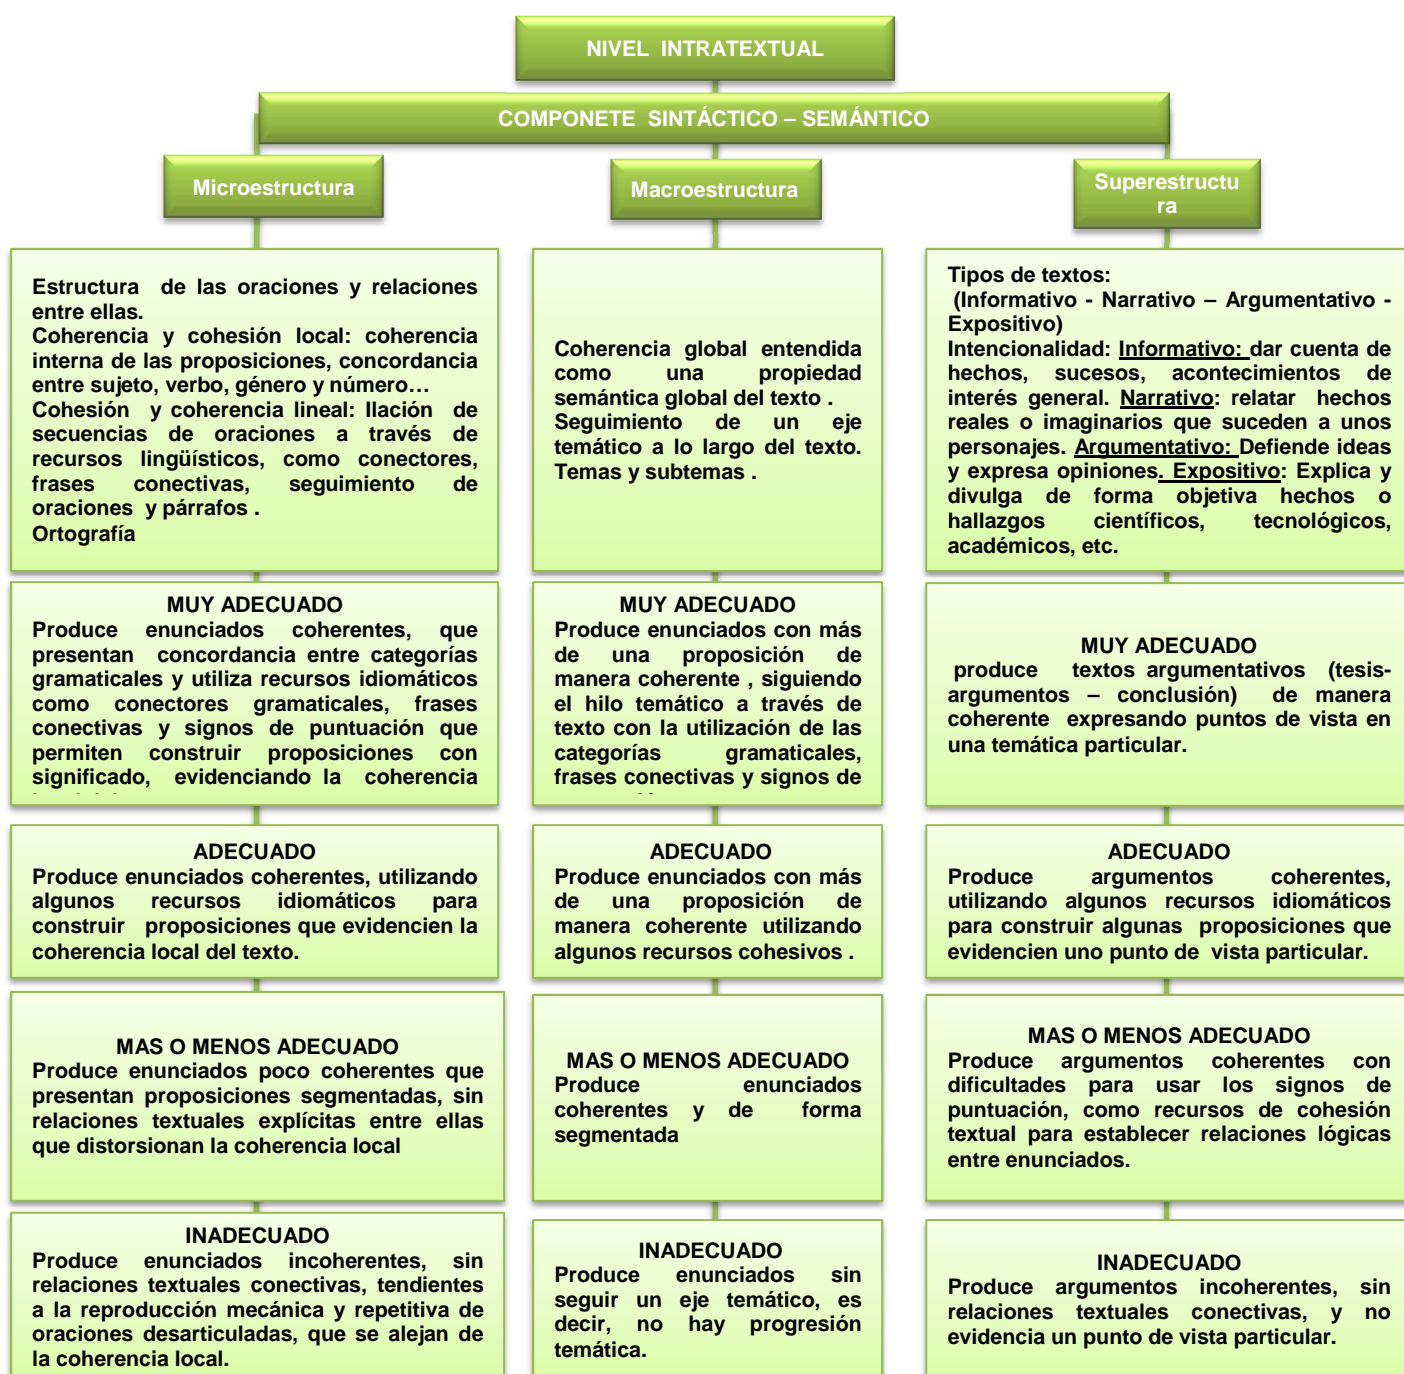 NIVEL INTRATEXTUAL
COMPONETE SINTÁCTICO – SEMÁNTICO
Microestructura
Estructura de las oraciones y relaciones
entre ellas.
Coherencia y cohesión local: coherencia
interna de las proposiciones, concordancia
entre sujeto, verbo, género y número…
Cohesión y coherencia lineal: Ilación de
secuencias de oraciones a través de
recursos lingüísticos, como conectores,
frases conectivas, seguimiento de
oraciones y párrafos .
Ortografía
MUY ADECUADO
Produce enunciados coherentes, que
presentan concordancia entre categorías
gramaticales y utiliza recursos idiomáticos
como conectores gramaticales, frases
conectivas y signos de puntuación que
permiten construir proposiciones con
significado, evidenciando la coherencia
ADECUADO
Produce enunciados coherentes, utilizando
algunos recursos idiomáticos para
construir proposiciones que evidencien la
coherencia local del texto.
MAS O MENOS ADECUADO
Produce enunciados poco coherentes que
presentan proposiciones segmentadas, sin
relaciones textuales explícitas entre ellas
que distorsionan la coherencia local
INADECUADO
Produce enunciados incoherentes, sin
relaciones textuales conectivas, tendientes
a la reproducción mecánica y repetitiva de
oraciones desarticuladas, que se alejan de
la coherencia local.
Macroestructura
Coherencia global entendida
como una propiedad
semántica global del texto .
Seguimiento de un eje
temático a lo largo del texto.
Temas y subtemas .
MUY ADECUADO
Produce enunciados con más
de una proposición de
manera coherente , siguiendo
el hilo temático a través de
texto con la utilización de las
categorías gramaticales,
frases conectivas y signos de
ADECUADO
Produce enunciados con más
de una proposición de
manera coherente utilizando
algunos recursos cohesivos .
MAS O MENOS ADECUADO
Produce enunciados
coherentes y de forma
segmentada
INADECUADO
Produce enunciados sin
seguir un eje temático, es
decir, no hay progresión
temática.
Superestructu
ra
Tipos de textos:
(Informativo - Narrativo – Argumentativo -
Expositivo)
Intencionalidad: Informativo: dar cuenta de
hechos, sucesos, acontecimientos de
interés general. Narrativo: relatar hechos
reales o imaginarios que suceden a unos
personajes. Argumentativo: Defiende ideas
y expresa opiniones. Expositivo: Explica y
divulga de forma objetiva hechos o
hallazgos científicos, tecnológicos,
académicos, etc.
MUY ADECUADO
produce textos argumentativos (tesis-
argumentos – conclusión) de manera
coherente expresando puntos de vista en
una temática particular.
ADECUADO
Produce argumentos coherentes,
utilizando algunos recursos idiomáticos
para construir algunas proposiciones que
evidencien uno punto de vista particular.
MAS O MENOS ADECUADO
Produce argumentos coherentes con
dificultades para usar los signos de
puntuación, como recursos de cohesión
textual para establecer relaciones lógicas
entre enunciados.
INADECUADO
Produce argumentos incoherentes, sin
relaciones textuales conectivas, y no
evidencia un punto de vista particular.